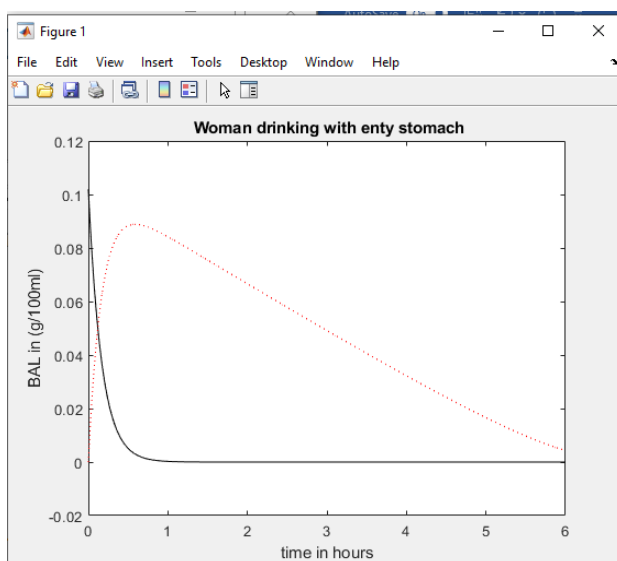 Figure 1
File Edit View Insert Tools Desktop Window Help
Woman drinking with enty stomach
0.12
0.1
0.08
0.06
0.04
0.02
0
-0.02
BAL in (g/100ml)
0 1 2 3 4 5 6
time in hours